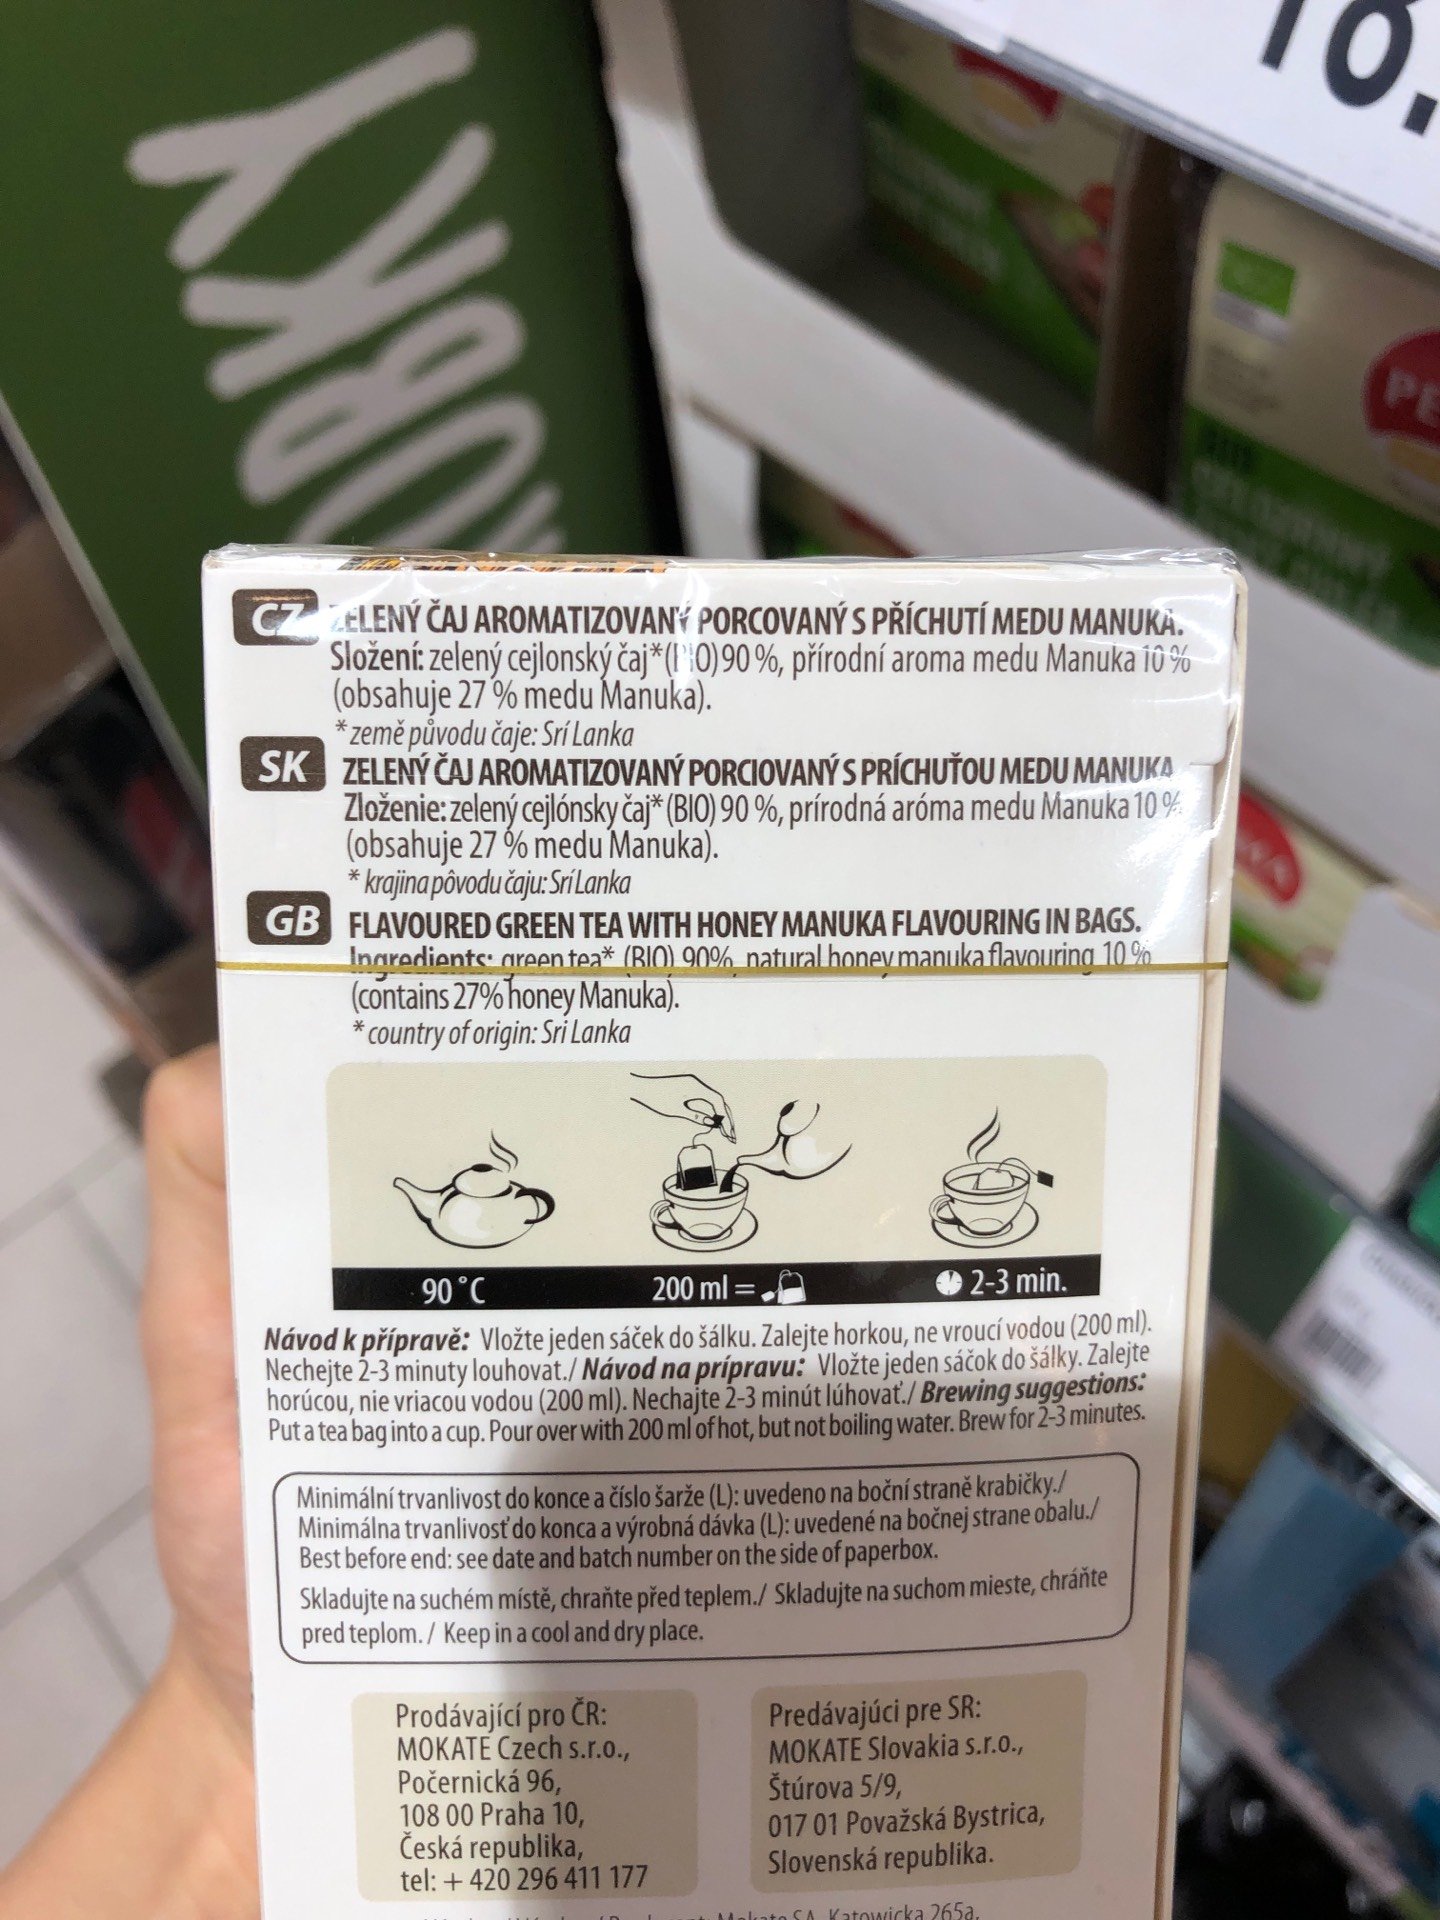 18.
PE
CZ ZELENÝ ČAJ AROMATIZOVANÝ PORCOVANÝ S PŘÍCHUTÍ MEDU MANUKA.
Složení: zelený cejlonský čaj*(BIO) 90 %, přírodní aroma medu Manuka 10 %
(obsahuje 27 % medu Manuka).
* země původu čaje: Srí Lanka
SK ZELENÝ ČAJ AROMATIZOVANÝ PORCIOVANÝ S PRÍCHUŤOU MEDU MANUKA
Zloženie: zelený cejlónsky čaj* (BIO) 90 %, prírodná aróma medu Manuka 10 %
(obsahuje 27 % medu Manuka).
* krajina pôvodu čaju: Srí Lanka
GB FLAVOURED GREEN TEA WITH HONEY MANUKA FLAVOURING IN BAGS.
Ingredients: green tea* (BIO) 90%, natural honey manuka flavouring 10 %
(contains 27% honey Manuka).
* country of origin: Sri Lanka
90 °C 200 ml = 2-3 min.
Návod k přípravě: Vložte jeden sáček do šálku. Zalejte horkou, ne vroucí vodou (200 ml).
Nechejte 2-3 minuty louhovat./ Návod na prípravu: Vložte jeden sáčok do šálky. Zalejte
horúcou, nie vriacou vodou (200 ml). Nechajte 2-3 minút lúhovať./ Brewing suggestions:
Put a tea bag into a cup. Pour over with 200 ml of hot, but not boiling water. Brew for 2-3 minutes.
Minimální trvanlivost do konce a číslo šarže (L): uvedeno na boční straně krabičky./
Minimálna trvanlivosť do konca a výrobná dávka (L): uvedené na bočnej strane obalu./
Best before end: see date and batch number on the side of paperbox.
Skladujte na suchém místě, chraňte před teplem./ Skladujte na suchom mieste, chráňte
pred teplom. / Keep in a cool and dry place.
Prodávající pro ČR:
MOKATE Czech s.r.o.,
Počernická 96,
108 00 Praha 10,
Česká republika,
tel: + 420 296 411 177
Predávajúci pre SR:
MOKATE Slovakia s.r.o.,
Štúrova 5/9,
017 01 Považská Bystrica,
Slovenská republika.
Mokate SA, Katowicka 265a,